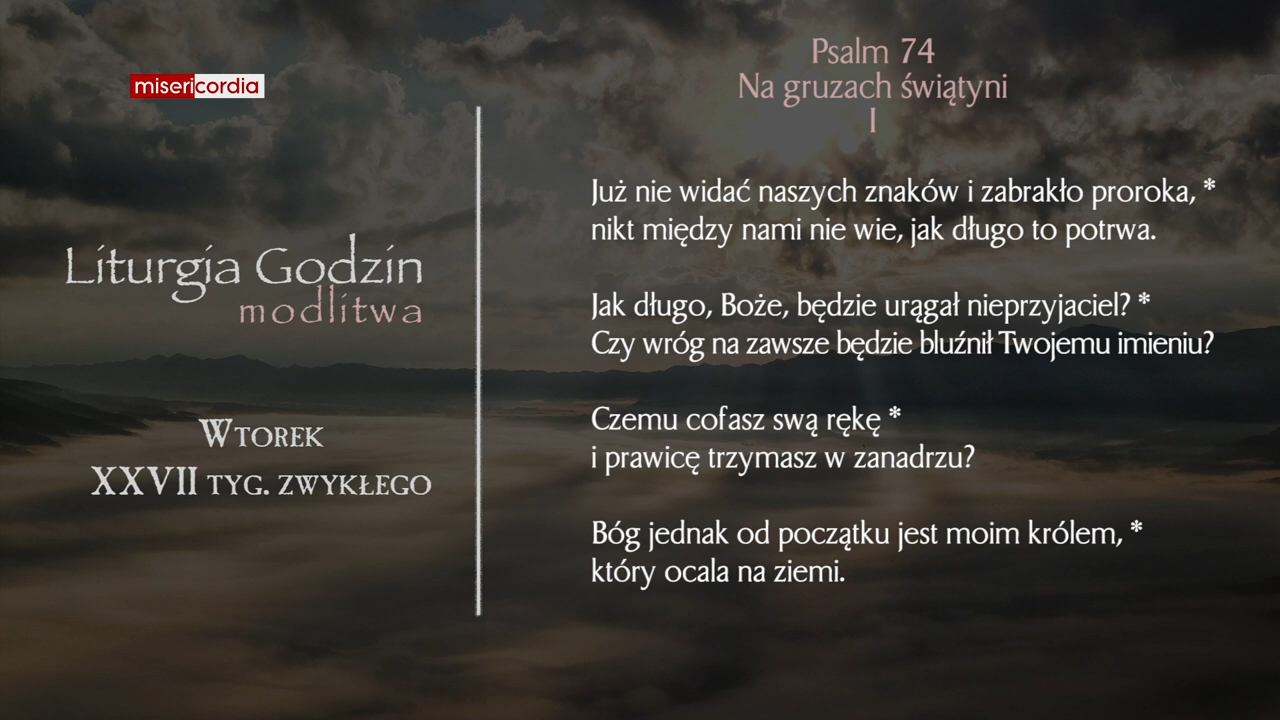 misericordia
Liturgia Godzin
modlitwa
Wtorek
XXVII tyg. zwykłego
Psalm 74
Na gruzach świątyni
I
Już nie widać naszych znaków i zabrakło proroka, *
nikt między nami nie wie, jak długo to potrwa.
Jak długo, Boże, będzie urągał nieprzyjaciel? *
Czy wróg na zawsze będzie bluźnił Twojemu imieniu?
Czemu cofasz swą rękę *
i prawicę trzymasz w zanadrzu?
Bóg jednak od początku jest moim królem, *
który ocala na ziemi.